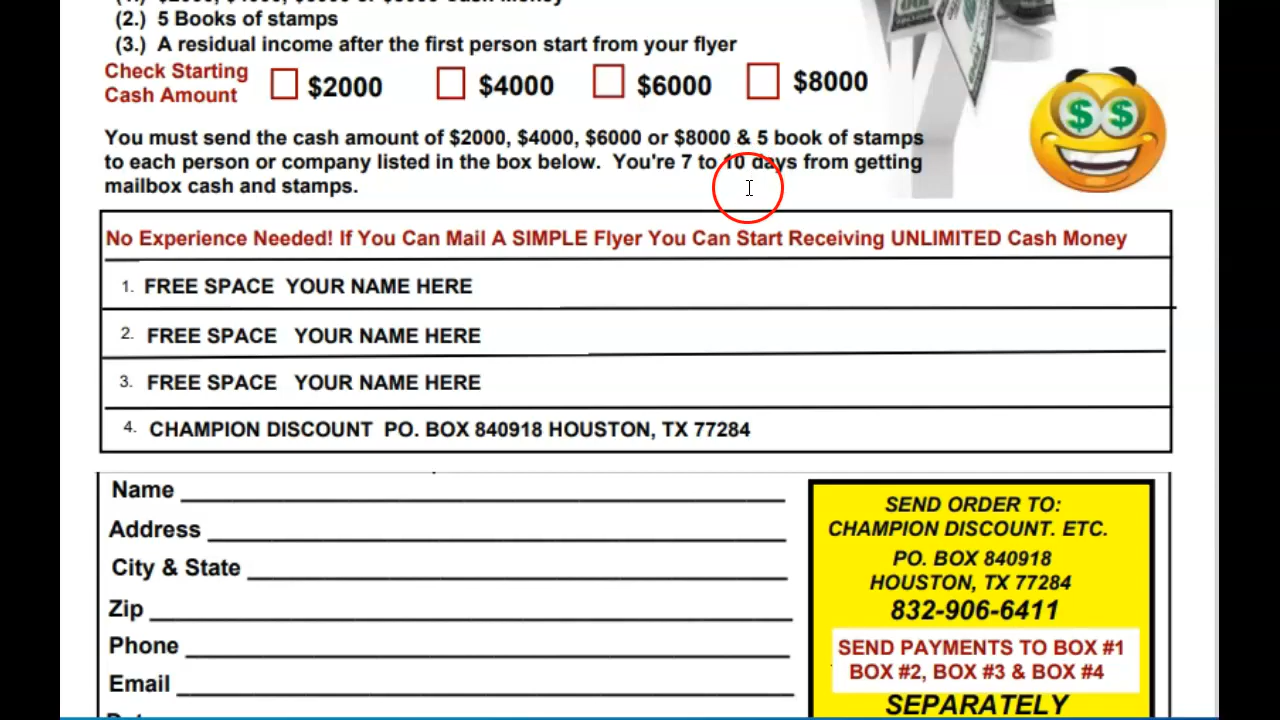 (2.) 5 Books of stamps
(3.) A residual income after the first person start from your flyer
Check Starting
Cash Amount
$2000
$4000
$6000
$8000
You must send the cash amount of $2000, $4000, $6000 or $8000 & 5 book of stamps
to each person or company listed in the box below. You're 7 to 10 days from getting
mailbox cash and stamps.
No Experience Needed! If You Can Mail A SIMPLE Flyer You Can Start Receiving UNLIMITED Cash Money
1. FREE SPACE YOUR NAME HERE
2. FREE SPACE YOUR NAME HERE
3. FREE SPACE YOUR NAME HERE
4. CHAMPION DISCOUNT PO. BOX 840918 HOUSTON, TX 77284
Name
Address
City & State
Zip
Phone
Email
SEND ORDER TO:
CHAMPION DISCOUNT. ETC.
PO. BOX 840918
HOUSTON, TX 77284
832-906-6411
SEND PAYMENTS TO BOX #1
BOX #2, BOX #3 & BOX #4
SEPARATELY